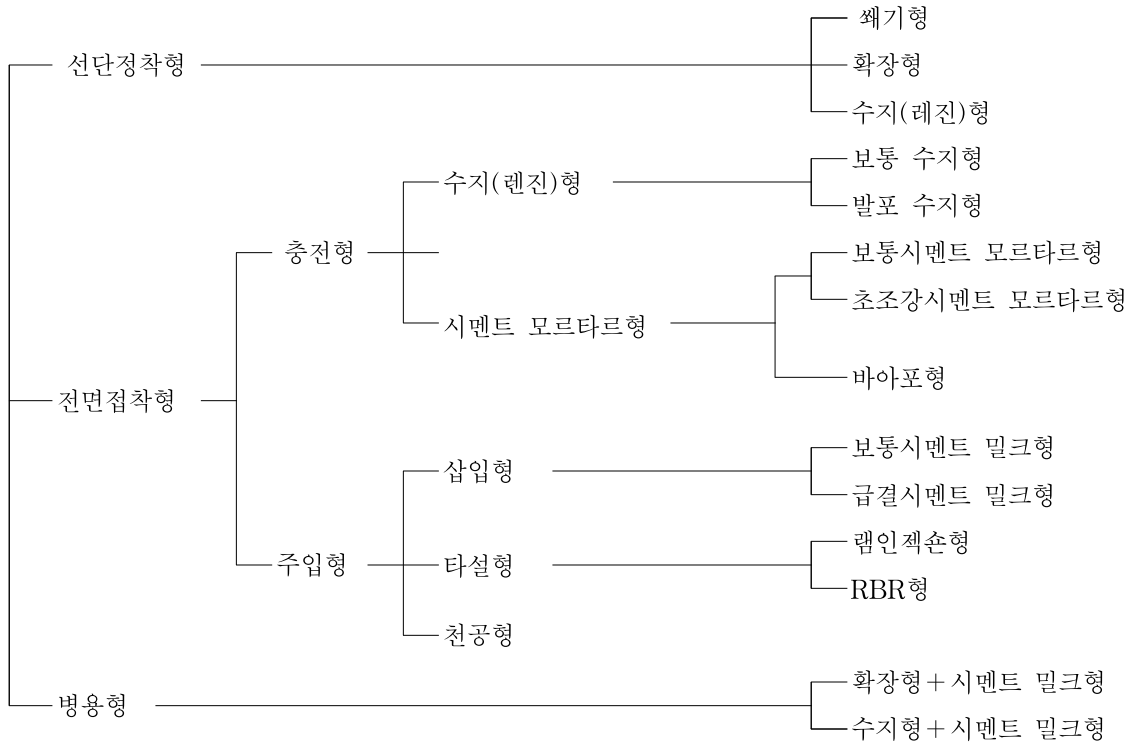 쐐기형
선단정착형
확장형
수지(레진)형
보통 수지형
수지(렌진)형
발포 수지형
충전형
보통시멘트 모르타르형
초조강시멘트 모르타르형
시멘트 모르타르형
바아포형
전면접착형
보통시멘트 밀크형
삽입형
급결시멘트 밀크형
램인젝숀형
주입형
타설형
RBR형
천공형
확장형+시멘트 밀크형
병용형
수지형+시멘트 밀크형